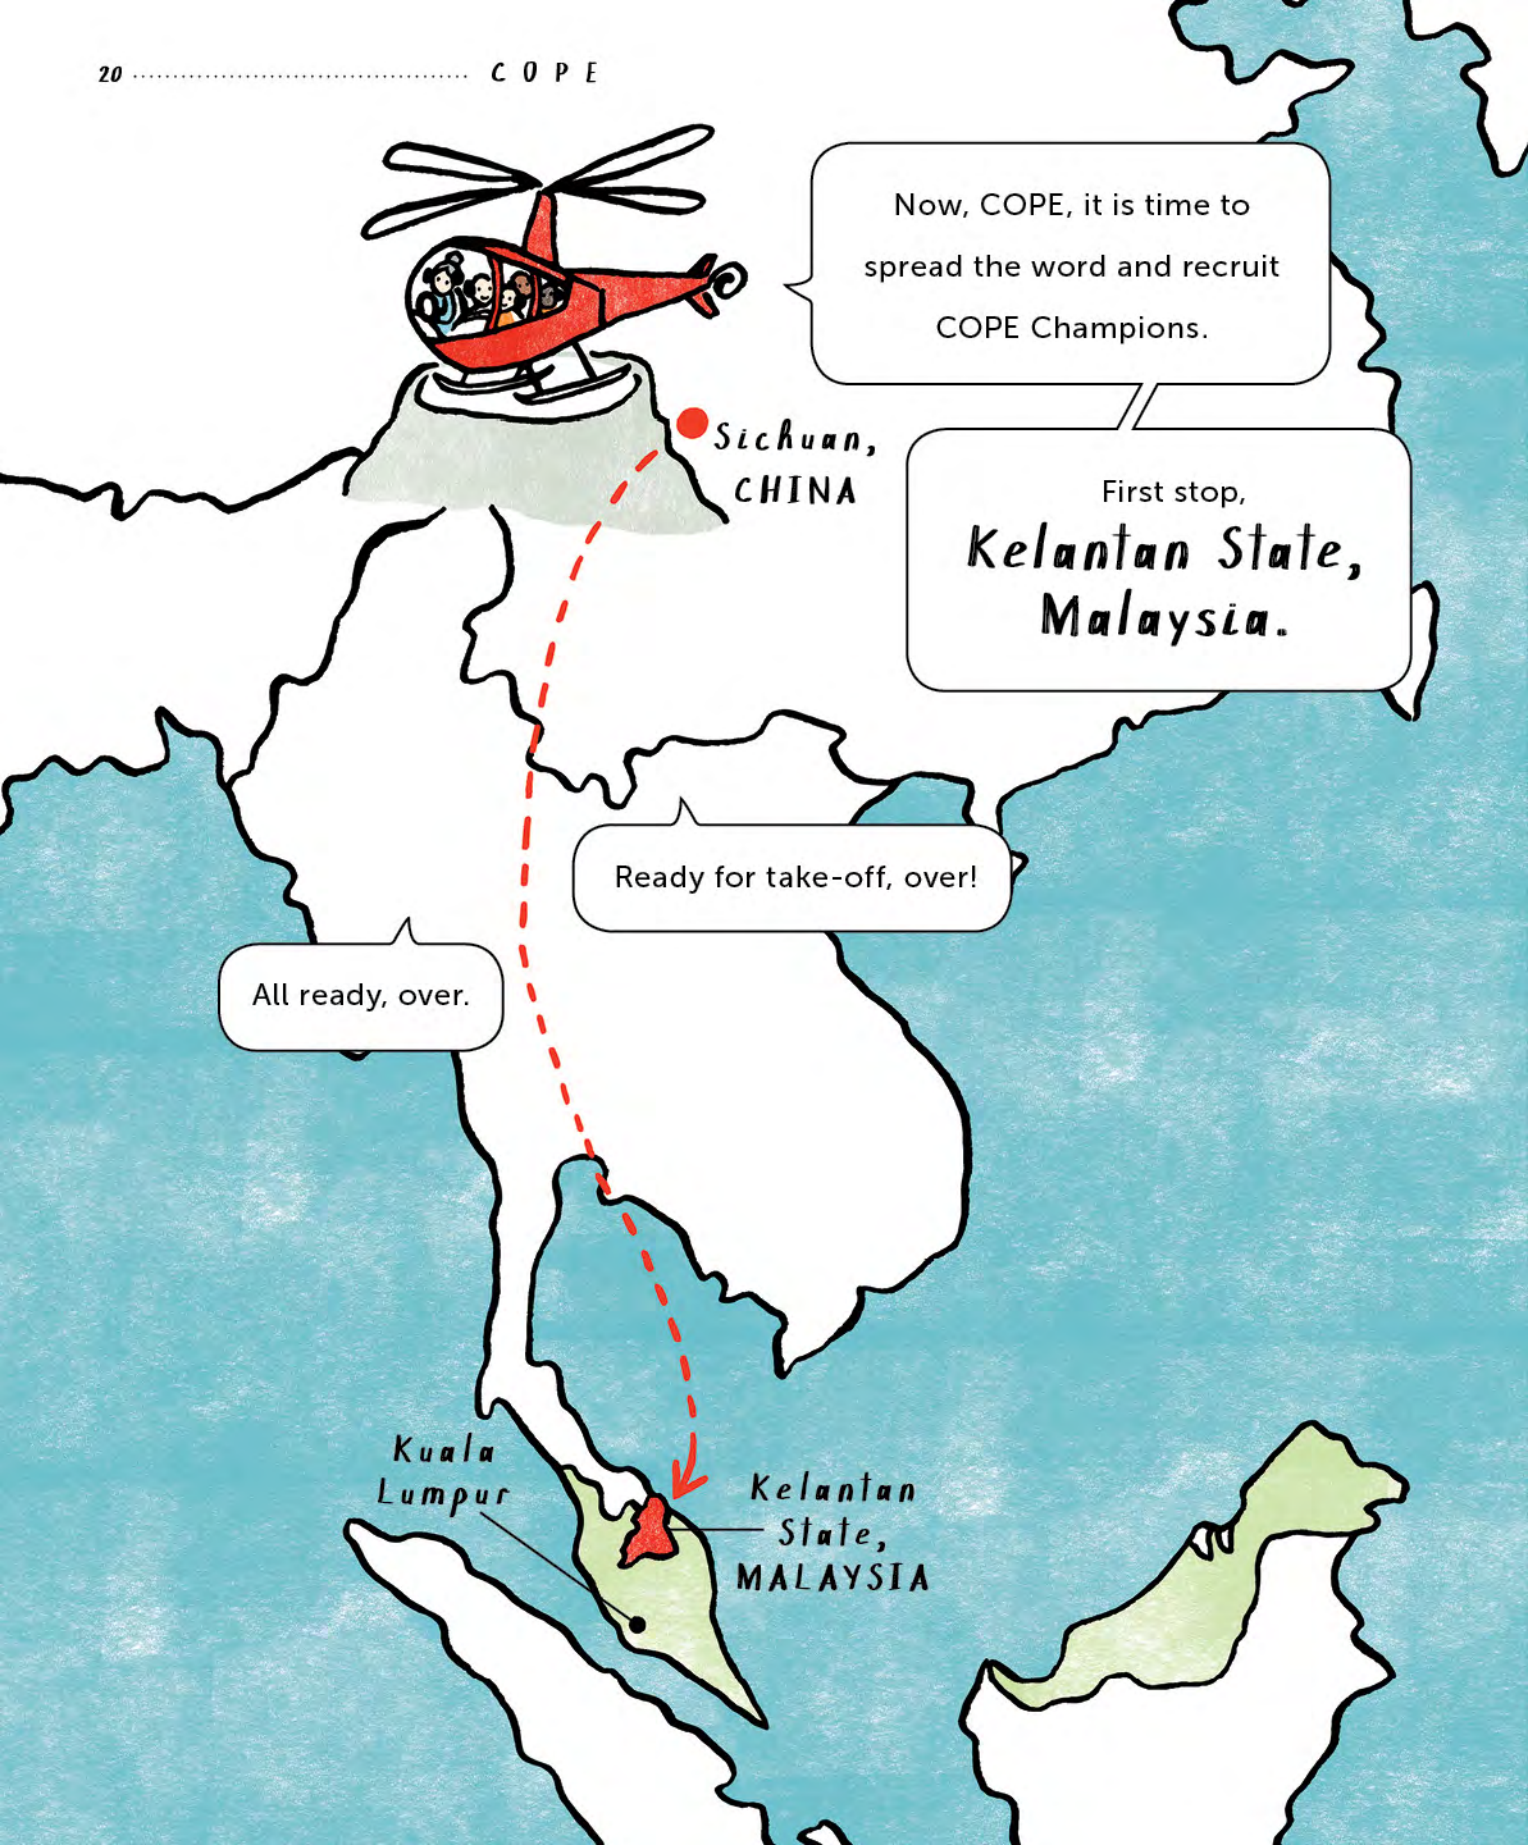 20 COPE
Now, COPE, it is time to
spread the word and recruit
COPE Champions.
Sichuan,
CHINA
First stop,
Kelantan State,
Malaysia.
Ready for take-off, over!
All ready, over.
Kuala
Lumpur
Kelantan
State,
MALAYSIA